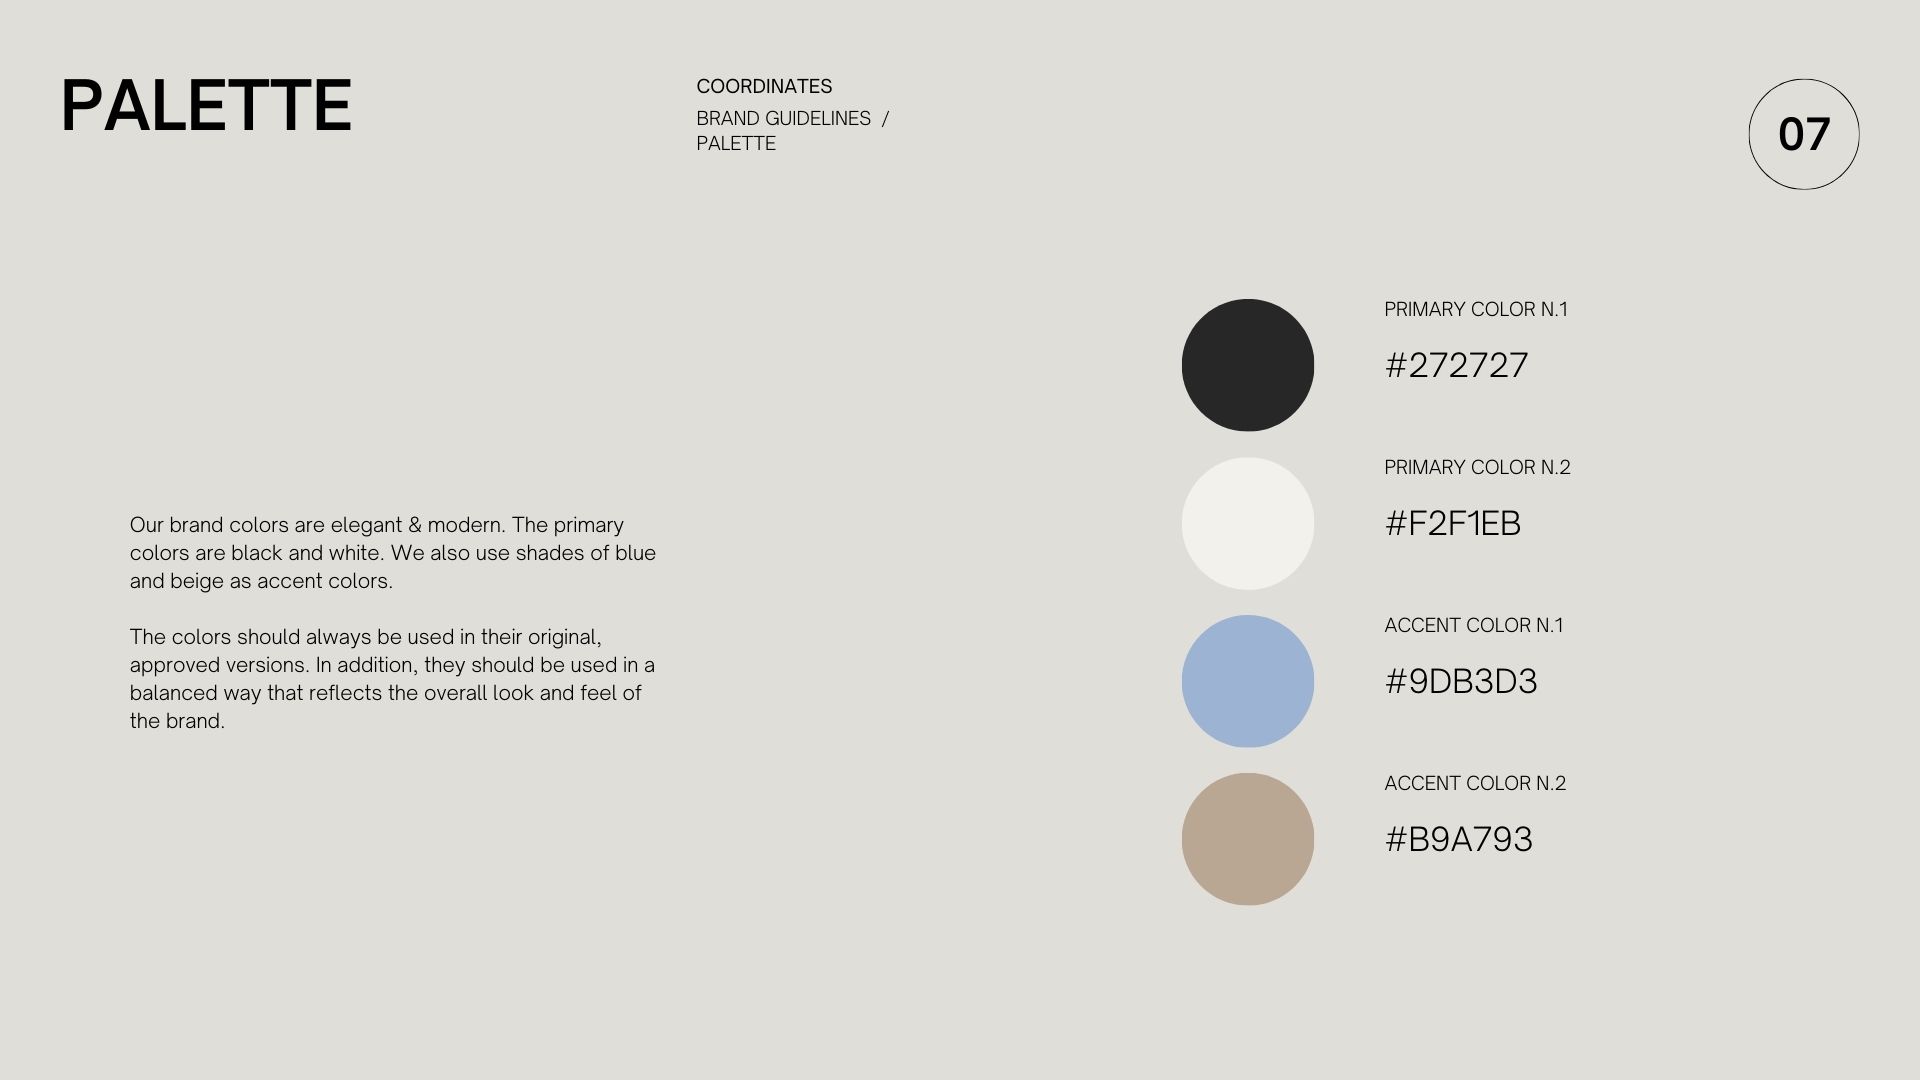 PALETTE
COORDINATES
BRAND GUIDELINES /
PALETTE
07
Our brand colors are elegant & modern. The primary
colors are black and white. We also use shades of blue
and beige as accent colors.
The colors should always be used in their original,
approved versions. In addition, they should be used in a
balanced way that reflects the overall look and feel of
the brand.
PRIMARY COLOR N.1
#272727
PRIMARY COLOR N.2
#F2F1EB
ACCENT COLOR N.1
#9DB3D3
ACCENT COLOR N.2
#B9A793